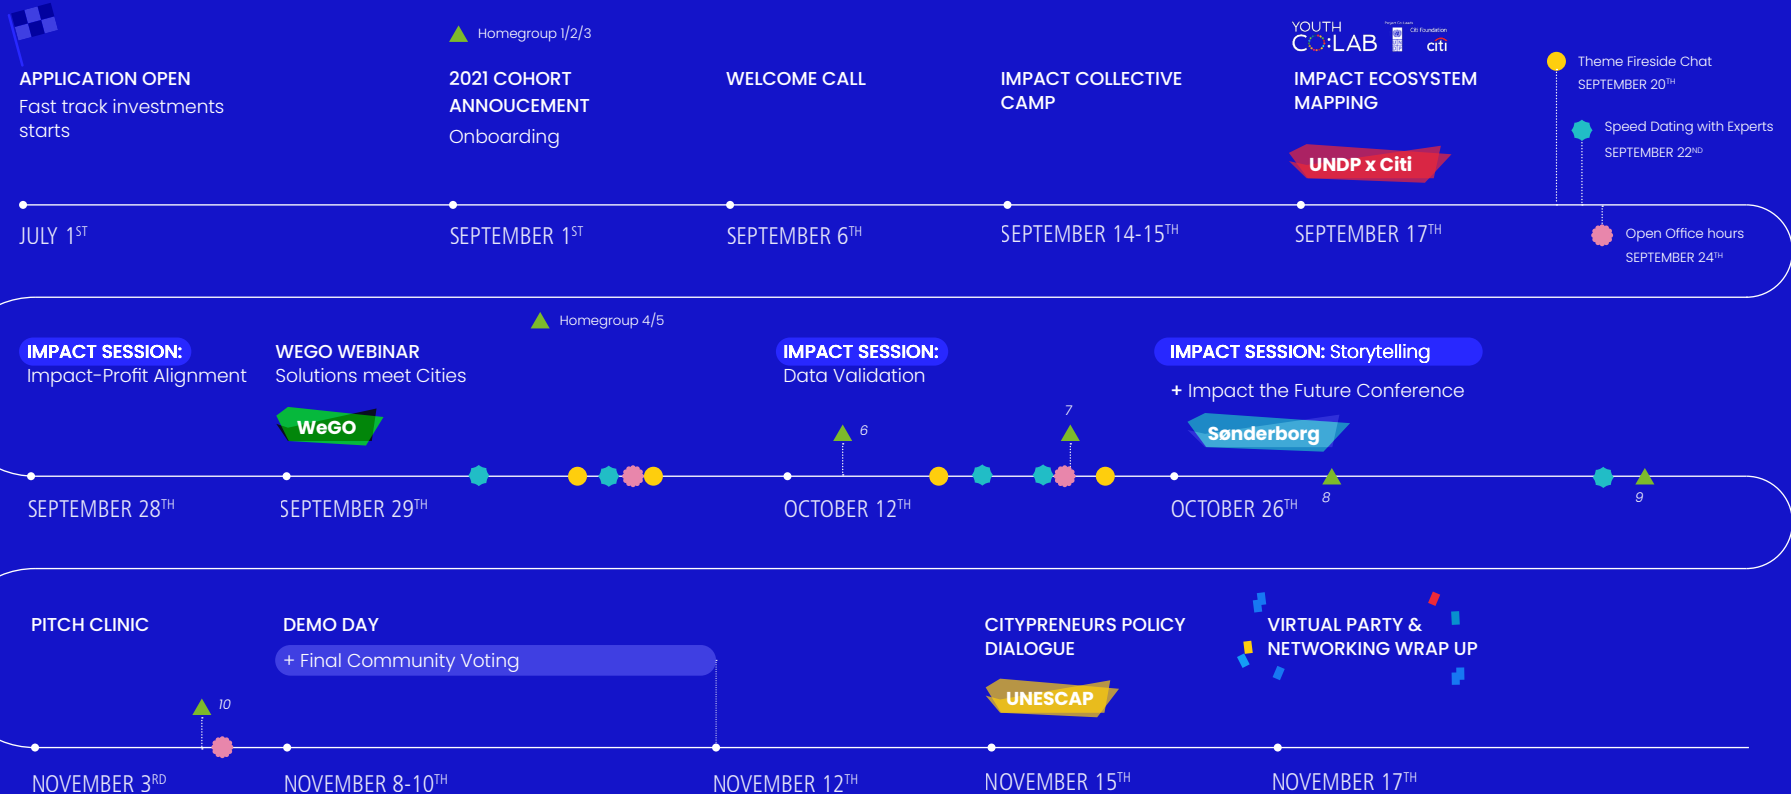 Homegroup 1/2/3
YOUTH
CO:LAB
Citi Foundation
citi
APPLICATION OPEN
Fast track investments
starts
2021 COHORT
ANNOUCEMENT
Onboarding
WELCOME CALL
IMPACT COLLECTIVE
CAMP
IMPACT ECOSYSTEM
MAPPING
UNDP x Citi
Theme Fireside Chat
SEPTEMBER 20TH
Speed Dating with Experts
SEPTEMBER 22ND
JULY 1ST
SEPTEMBER 1ST
SEPTEMBER 6TH
SEPTEMBER 14-15TH
SEPTEMBER 17TH
Open Office hours
SEPTEMBER 24TH
Homegroup 4/5
IMPACT SESSION:
Impact-Profit Alignment
WEGO WEBINAR
Solutions meet Cities
WeGO
IMPACT SESSION:
Data Validation
IMPACT SESSION: Storytelling
+ Impact the Future Conference
Sønderborg
6
7
SEPTEMBER 28TH
SEPTEMBER 29TH
OCTOBER 12TH
OCTOBER 26TH
8
9
PITCH CLINIC
DEMO DAY
+ Final Community Voting
CITYPRENEURS POLICY
DIALOGUE
UNESCAP
VIRTUAL PARTY &
NETWORKING WRAP UP
10
NOVEMBER 3RD
NOVEMBER 8-10TH
NOVEMBER 12TH
NOVEMBER 15TH
NOVEMBER 17TH